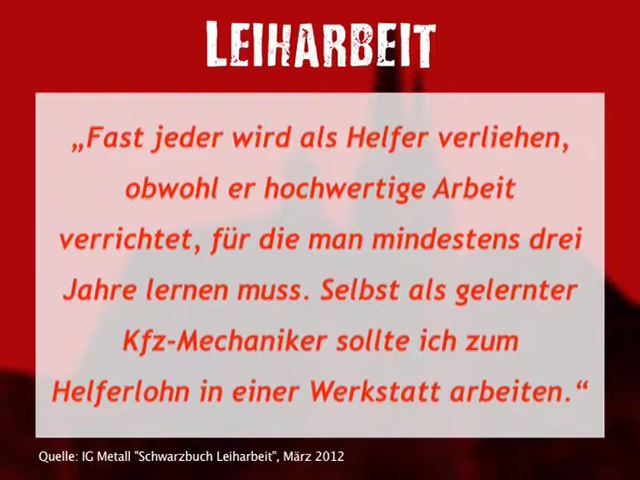 LEIHARBEIT
„Fast jeder wird als Helfer verliehen,
obwohl er hochwertige Arbeit
verrichtet, für die man mindestens drei
Jahre lernen muss. Selbst als gelernter
Kfz-Mechaniker sollte ich zum
Helferlohn in einer Werkstatt arbeiten.“
Quelle: IG Metall "Schwarzbuch Leiharbeit", März 2012